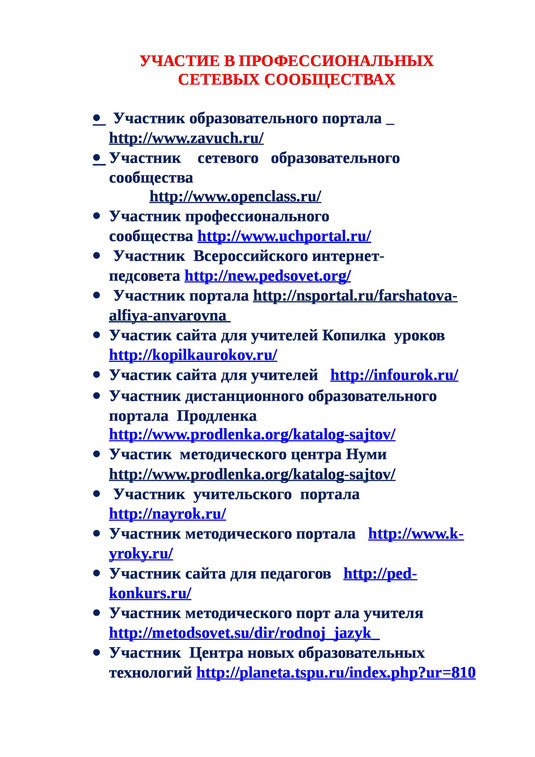 УЧАСТИЕ В ПРОФЕССИОНАЛЬНЫХ
СЕТЕВЫХ СООБЩЕСТВАХ
• Участник образовательного портала _
http://www.zavuch.ru/
• Участник сетевого образовательного
сообщества
http://www.openclass.ru/
• Участник профессионального
сообщества http://www.uchportal.ru/
• Участник Всероссийского интернет-
педсовета http://new.pedsovet.org/
• Участник портала http://nsportal.ru/farshatova-
alfiya-anvarovna
• Участик сайта для учителей Копилка уроков
http://kopilkaurokov.ru/
• Участик сайта для учителей http://infourok.ru/
• Участник дистанционного образовательного
портала Продленка
http://www.prodlenka.org/katalog-sajtov/
• Участик методического центра Нуми
http://www.prodlenka.org/katalog-sajtov/
• Участник учительского портала
http://nayrok.ru/
• Участник методического портала http://www.k-
yroky.ru/
• Участник сайта для педагогов http://ped-
konkurs.ru/
• Участник методического порт ала учителя
http://metodsovet.su/dir/rodnoj_jazyk_
• Участник Центра новых образовательных
технологий http://planeta.tspu.ru/index.php?ur=810